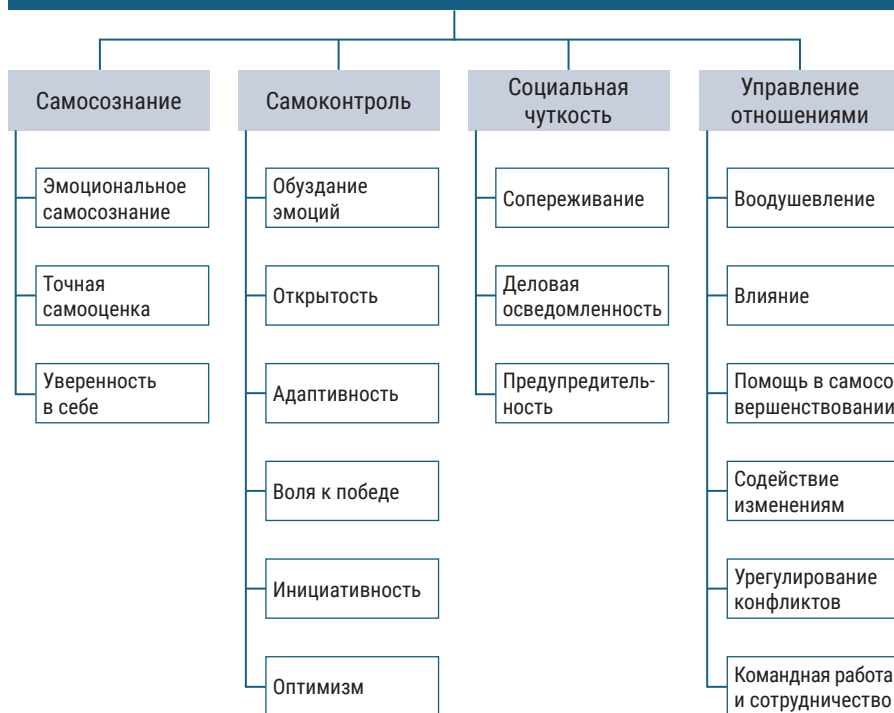 Самосознание
Эмоциональное
самосознание
Точная
самооценка
Уверенность
в себе
Самоконтроль
Обуздание
эмоций
Открытость
Адаптивность
Воля к победе
Инициативность
Оптимизм
Социальная
чуткость
Сопереживание
Деловая
осведомленность
Предупредитель-
ность
Управление
отношениями
Воодушевление
Влияние
Помощь в самосо
вершенствовании
Содействие
изменениям
Урегулирование
конфликтов
Командная работа
и сотрудничество